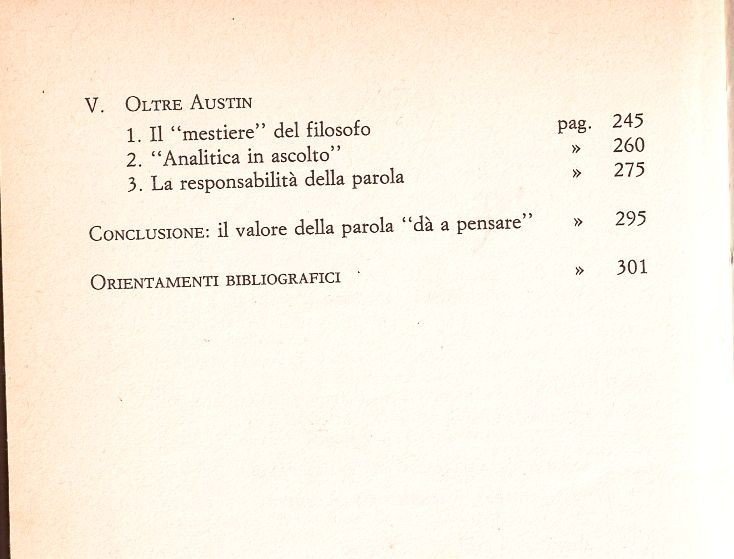 V. OLTRE AUSTIN
1. Il “mestiere” del filosofo pag. 245
2. “Analitica in ascolto” » 260
3. La responsabilità della parola » 275
CONCLUSIONE: il valore della parola “dà a pensare” » 295
ORIENTAMENTI BIBLIOGRAFICI » 301